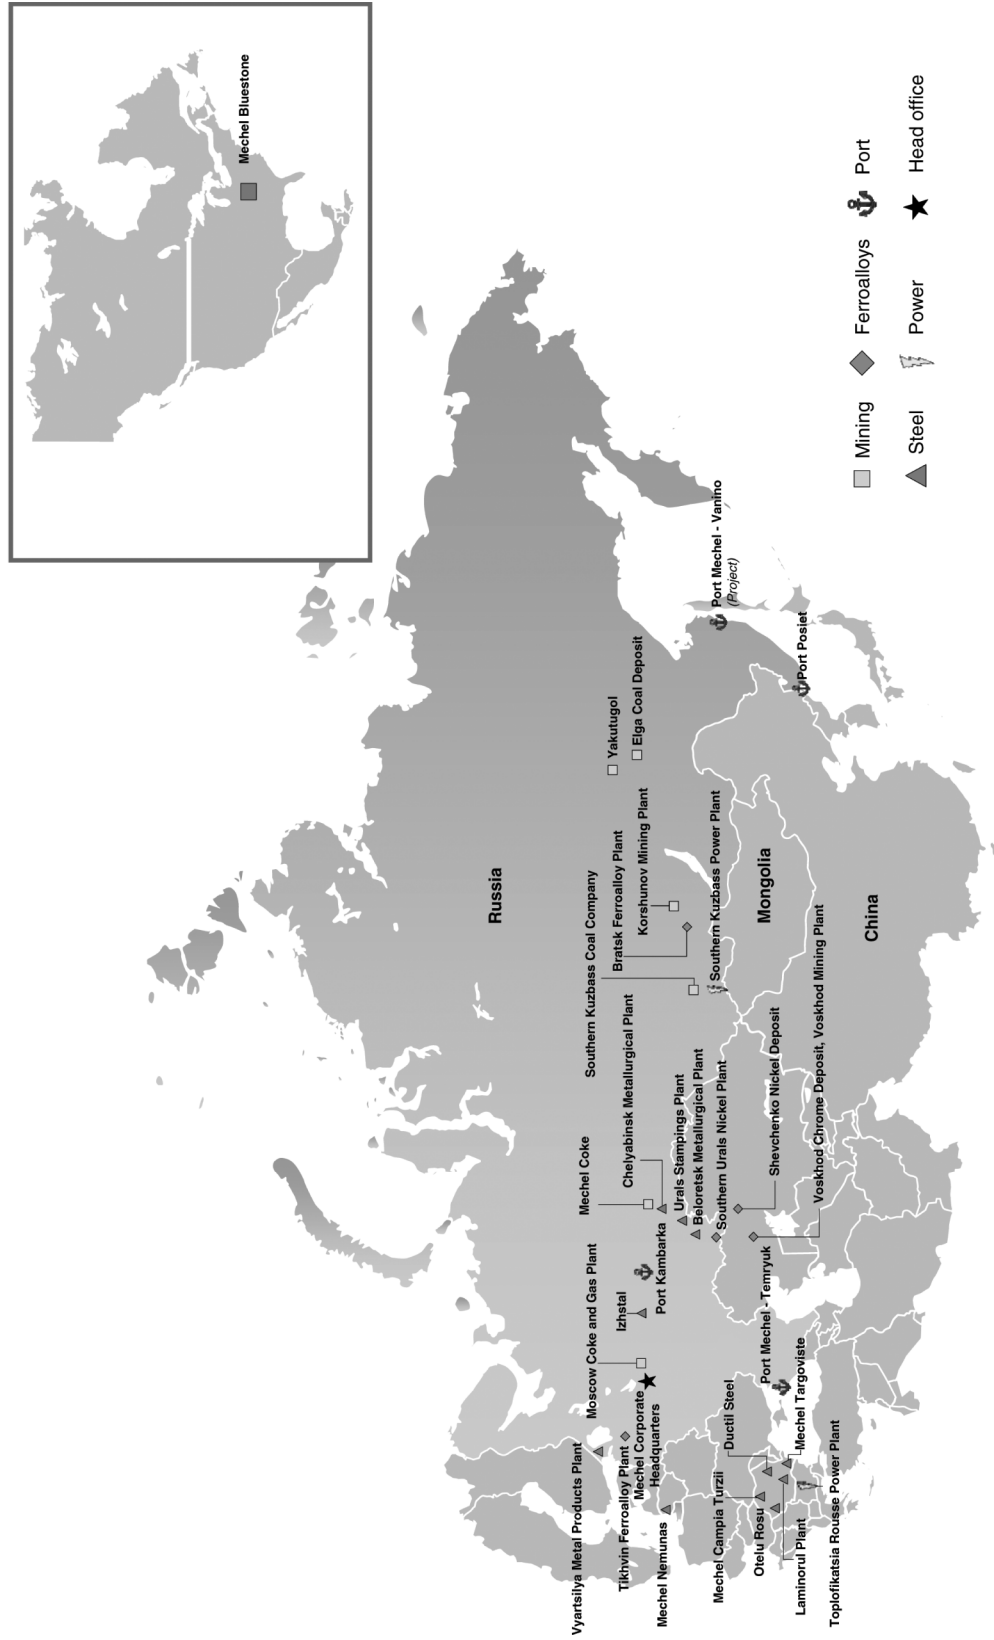 Mechel Bluestone
Mining
Ferroalloys
Port
Steel
Power
Head office
Russia
Mongolia
China
Vyartsilya Metal Products Plant
Moscow Coke and Gas Plant
Mechel Coke
Southern Kuzbass Coal Company
Yakutugol
Tikhvin Ferroalloy Plant
Izhstal
Chelyabinsk Metallurgical Plant
Bratsk Ferroalloy Plant
Elga Coal Deposit
Mechel Corporate
Headquarters
Korshunov Mining Plant
Mechel Nemunas
Port Kambarka
Urals Stampings Plant
Beloretsk Metallurgical Plant
Southern Urals Nickel Plant
Southern Kuzbass Power Plant
Port Mechel - Vanino
(Project)
Mechel Campia Turzii
Ductil Steel
Otelu Rosu
Port Mechel - Temryuk
Shevchenko Nickel Deposit
Laminorul Plant
Mechel Targoviste
Port Posiet
Voskhod Chrome Deposit, Voskhod Mining Plant
Toplofikatsia Rousse Power Plant